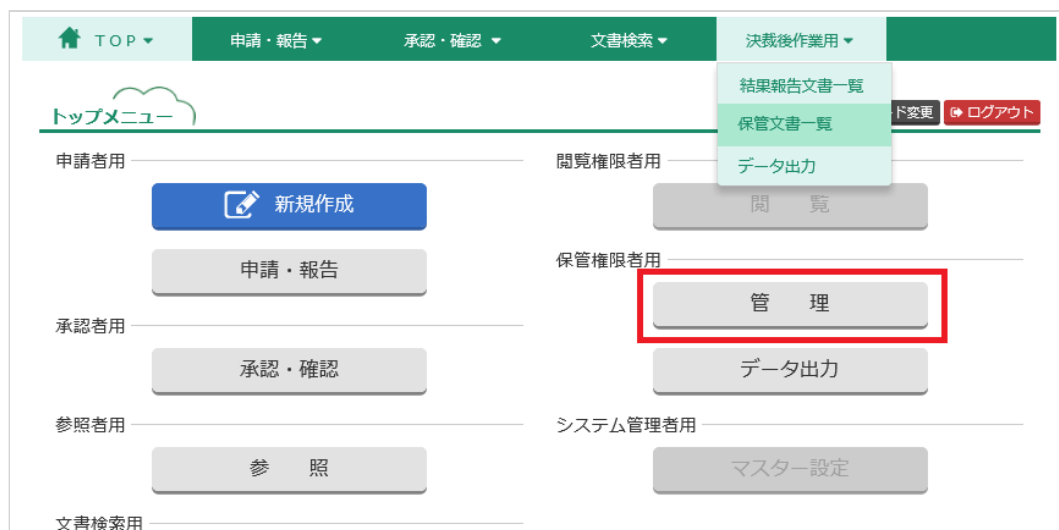 TOP▼ 申請・報告▼ 承認・確認 ▼ 文書検索▼ 決裁後作業用▼
結果報告文書一覧
保管文書一覧
データ出力
トップメニュー
ド変更 ログアウト
申請者用
新規作成
申請・報告
承認者用
承認・確認
参照者用
参 照
文書検索用
閲覧権限者用
閲 覧
保管権限者用
管 理
データ出力
システム管理者用
マスター設定